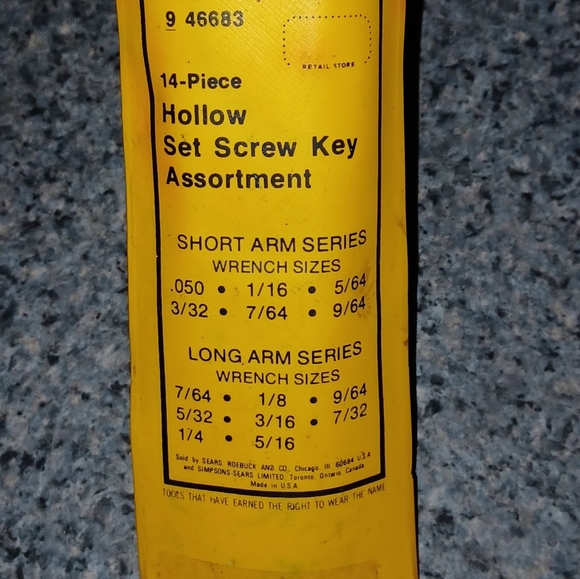 9 46683
RETAIL STORE
14-Piece
Hollow
Set Screw Key
Assortment
SHORT ARM SERIES
WRENCH SIZES
.050 • 1/16 • 5/64
3/32 • 7/64 • 9/64
LONG ARM SERIES
WRENCH SIZES
7/64 • 1/8 • 9/64
5/32 • 3/16 • 7/32
1/4 • 5/16
Sold by SEARS, ROEBUCK AND CO., Chicago, Ill. 60684 U.S.A.
and SIMPSONS-SEARS LIMITED, Toronto, Ontario, Canada
Made in U.S.A.
TOOLS THAT HAVE EARNED THE RIGHT TO WEAR THE NAME